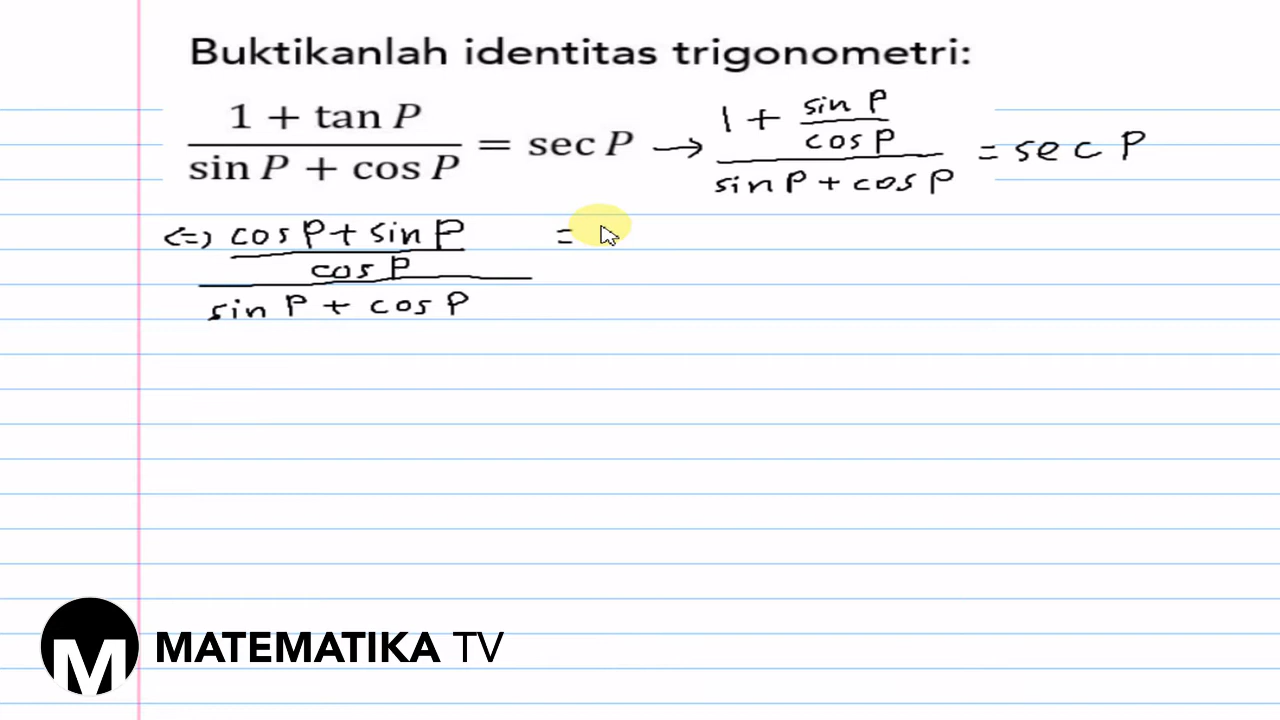 Buktikanlah identitas trigonometri:
1 + tan P
sin P + cos P
= sec P →
1 + sin P
cos P
sin P + cos P
= sec P
(=) cos P + sin P =
cos P
sin P + cos P
M MATEMATIKA TV